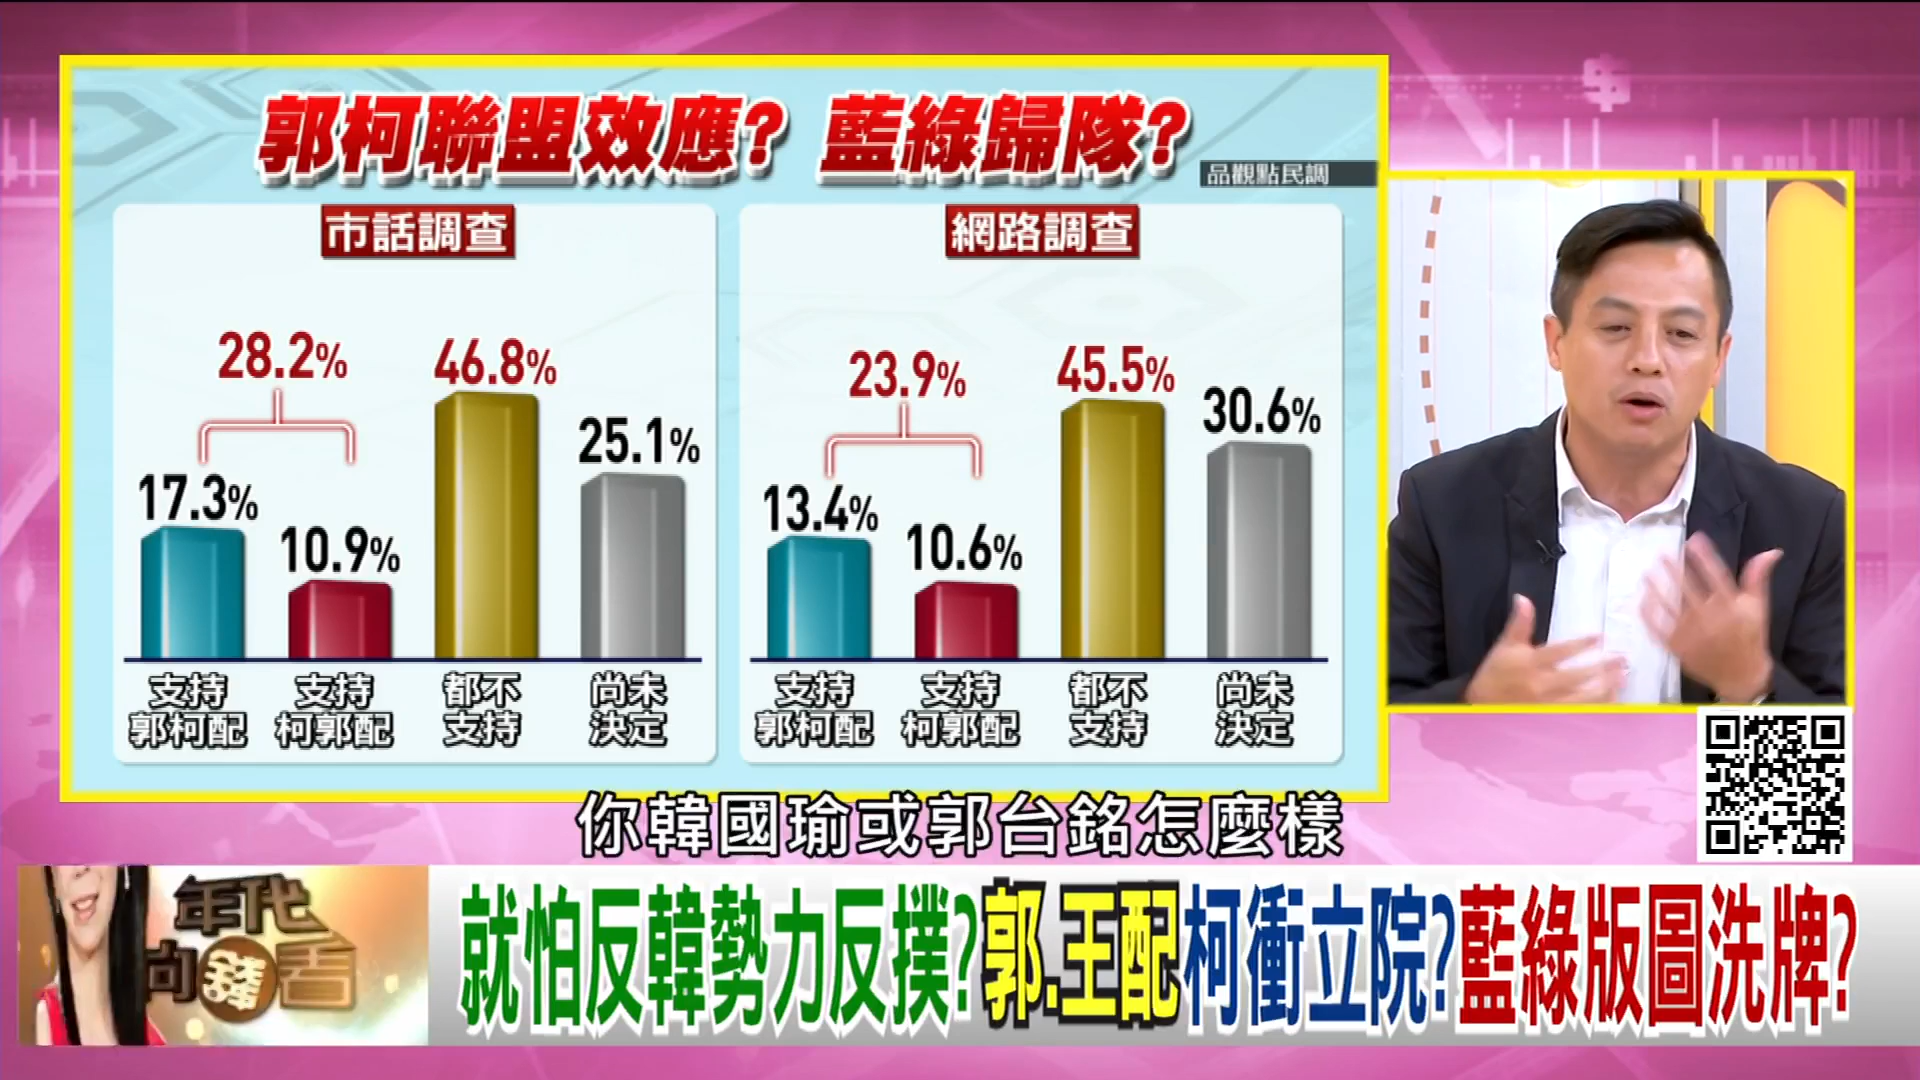 郭柯聯盟效應? 藍綠歸隊?
品觀點民調
市話調查
28.2%
46.8%
25.1%
17.3%
10.9%
支持
郭柯配
支持
柯郭配
都不
支持
尚未
決定
網路調查
23.9%
45.5%
30.6%
13.4%
10.6%
支持
郭柯配
支持
柯郭配
都不
支持
尚未
決定
你韓國瑜或郭台銘怎麼樣
年代
向錢看
就怕反韓勢力反撲?郭.王配柯衝立院?藍綠版圖洗牌?